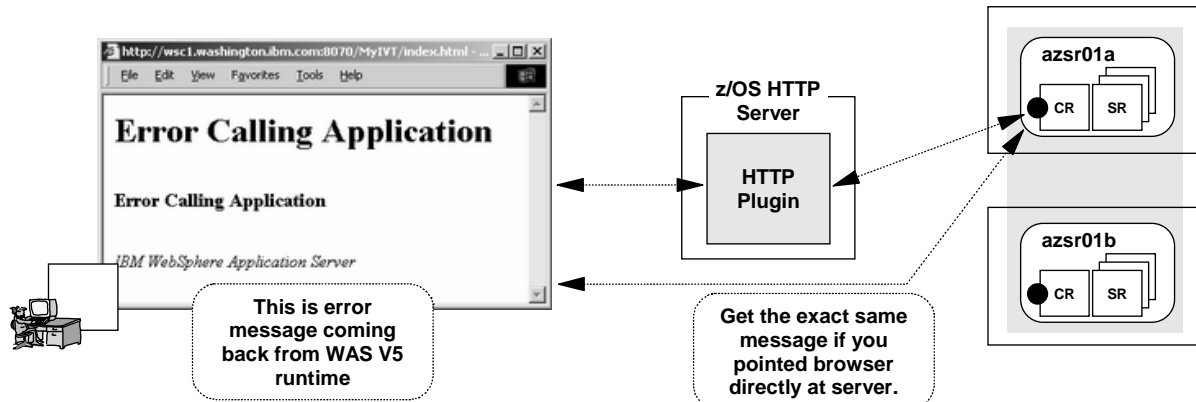 http://wsc1.washington.ibm.com:8070/MyIVT/index.html - ...
File Edit View Favorites Tools Help
Error Calling Application
Error Calling Application
IBM WebSphere Application Server
This is error
message coming
back from WAS V5
runtime
z/OS HTTP
Server
HTTP
Plugin
Get the exact same
message if you
pointed browser
directly at server.
azsr01a
CR SR
azsr01b
CR SR